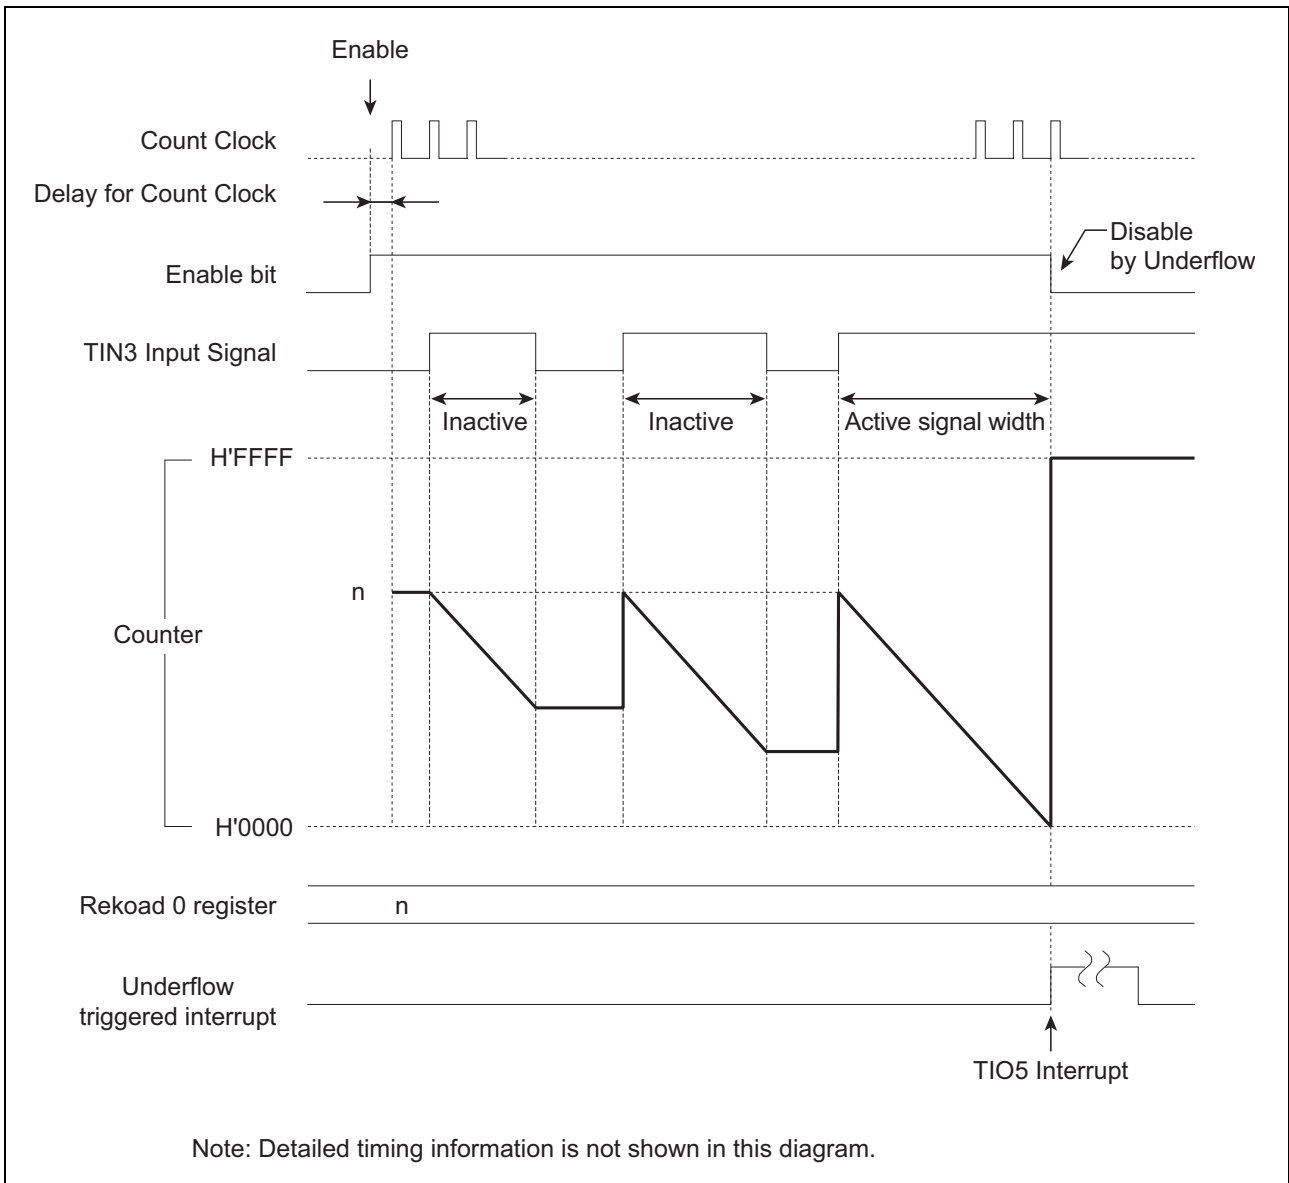 Enable
Count Clock
Delay for Count Clock
Disable
by Underflow
Enable bit
TIN3 Input Signal
Inactive
Inactive
Active signal width
H'FFFF
n
Counter
H'0000
Rekoad 0 register
n
Underflow
triggered interrupt
TIO5 Interrupt
Note: Detailed timing information is not shown in this diagram.